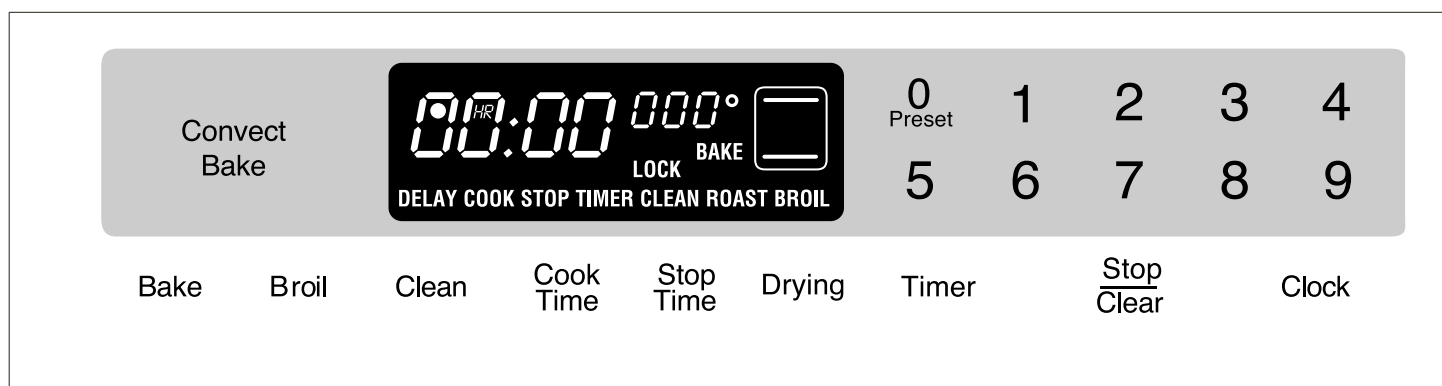 Convect
Bake
00:00
HR
000°
BAKE
LOCK
DELAY COOK STOP TIMER CLEAN ROAST BROIL
0 1 2 3 4
Preset
5 6 7 8 9
Bake Broil Clean Cook Time Stop Time Drying Timer Stop Clear Clock